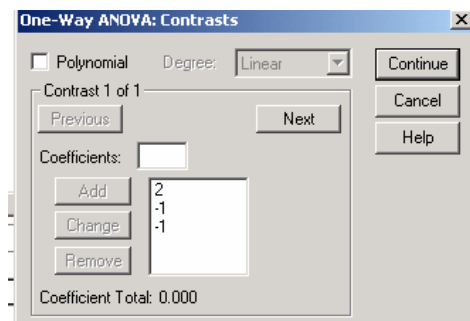 One-Way ANOVA: Contrasts
Polynomial Degree: Linear Continue
Contrast 1 of 1
Cancel
Previous Next
Help
Coefficients:
Add
2
-1
-1
Change
Remove
Coefficient Total: 0.000